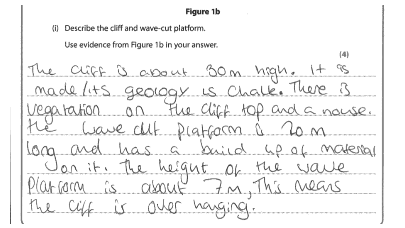 Figure 1b
(i) Describe the cliff and wave-cut platform.
Use evidence from Figure 1b in your answer.
(4)
The cliff is about 30m high. It is
made/its geology is Chalk. There is
vegatation on the cliff top and a house.
the wave cut platform is 20m
long and has a build up of material
on it. The height of the wave
Platform is about 7m, This means
the cliff is over hanging.